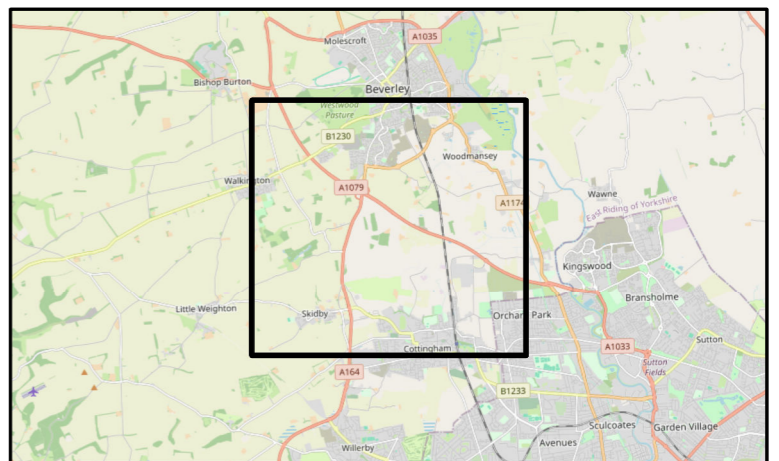 Molescroft
A1035
Bishop Burton
Beverley
Westwood
Pasture
B1230
Woodmansey
Walkington
A1079
Wawne
A1174
East Riding of Yorkshire
Kingswood
Bransholme
Little Weighton
Skidby
Orchard Park
Cottingham
A1033
Sutton
Sutton
Fields
A164
B1233
Sculcoates
Garden Village
Avenues
Willerby